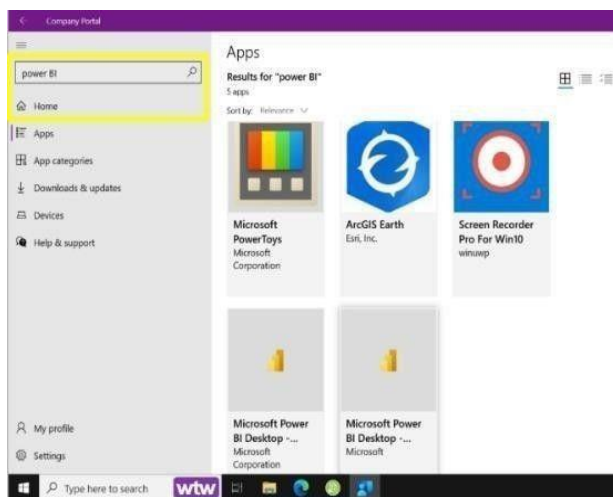 Company Portal
power BI
Home
Apps
App categories
Downloads & updates
Devices
Help & support
My profile
Settings
Apps
Results for "power BI"
5 apps
Sort by: Relevance
Microsoft
PowerToys
Microsoft
Corporation
ArcGIS Earth
Esri, Inc.
Screen Recorder
Pro For Win10
winuwp
Microsoft Power
BI Desktop -...
Microsoft
Corporation
Microsoft Power
BI Desktop -...
Microsoft
Type here to search
wtw